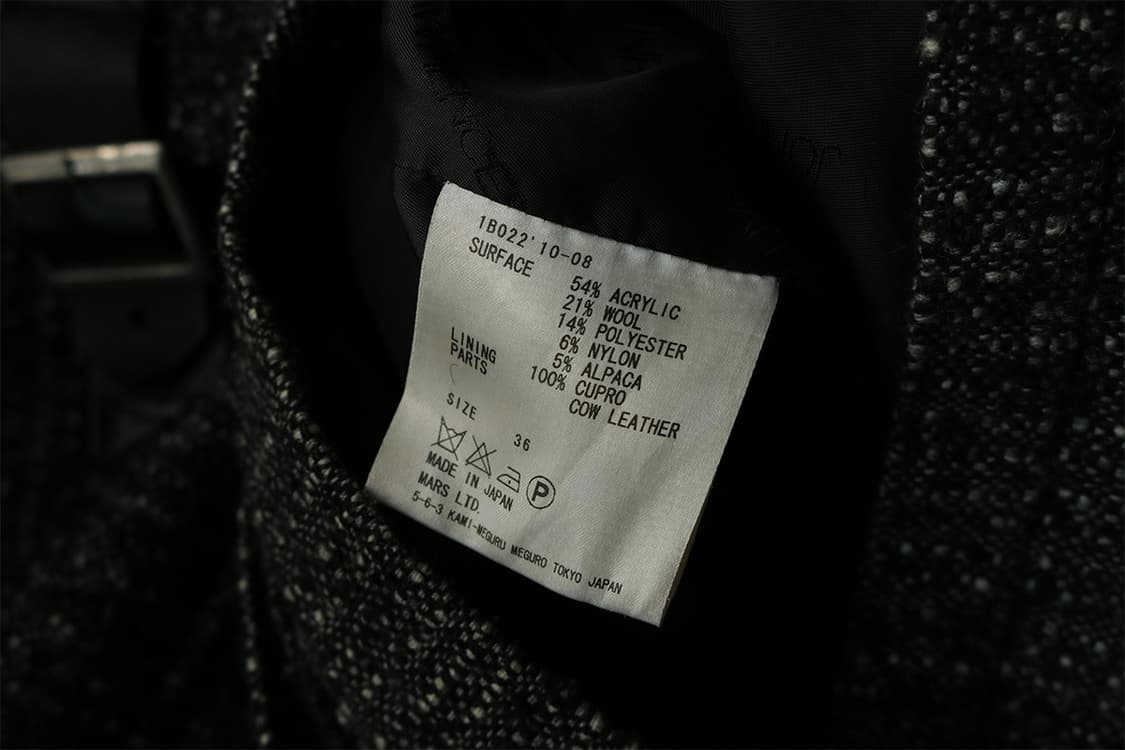 1B022'10-08
SURFACE
54% ACRYLIC
21% WOOL
14% POLYESTER
6% NYLON
5% ALPACA
LINING 100% CUPRO
PARTS COW LEATHER
SIZE 36
P
MADE IN JAPAN
MARS LTD.
5-6-3 KAMI-MEGURU MEGURO TOKYO JAPAN